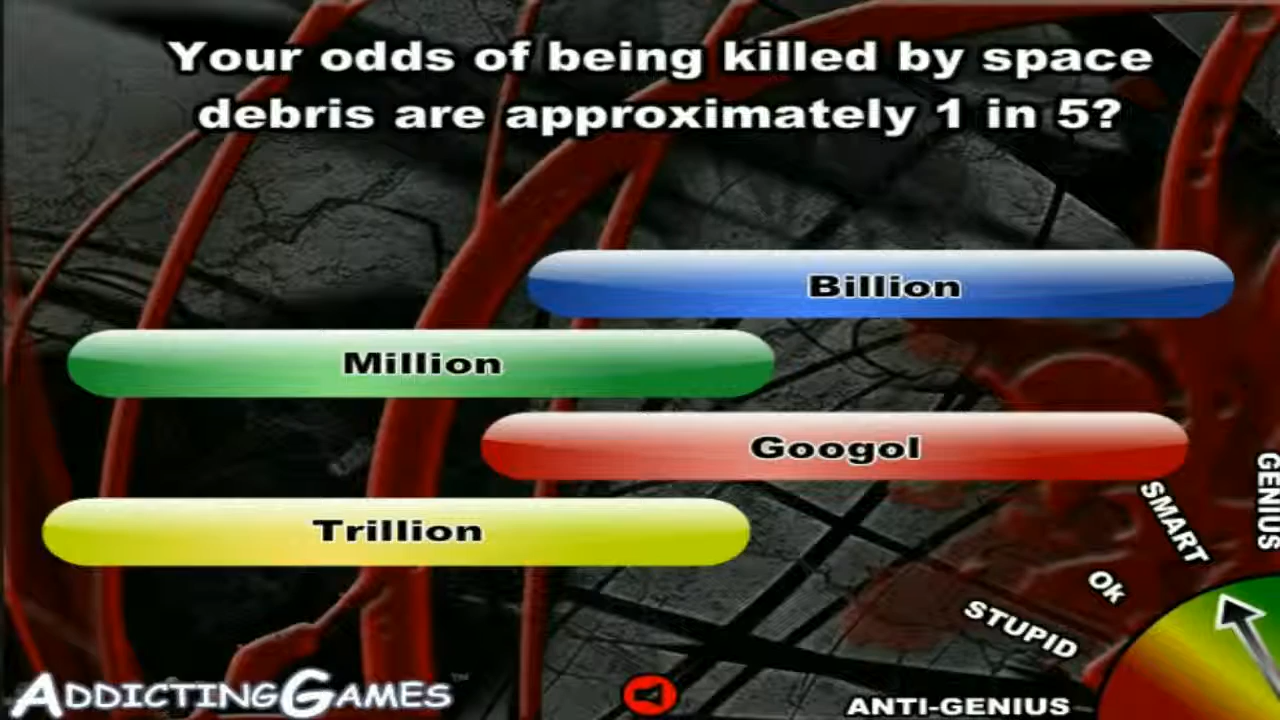 Your odds of being killed by space
debris are approximately 1 in 5?
Billion
Million
Googol
Trillion
GENIUS
SMART
Ok
STUPID
ANTI-GENIUS
ADDICTINGGAMES